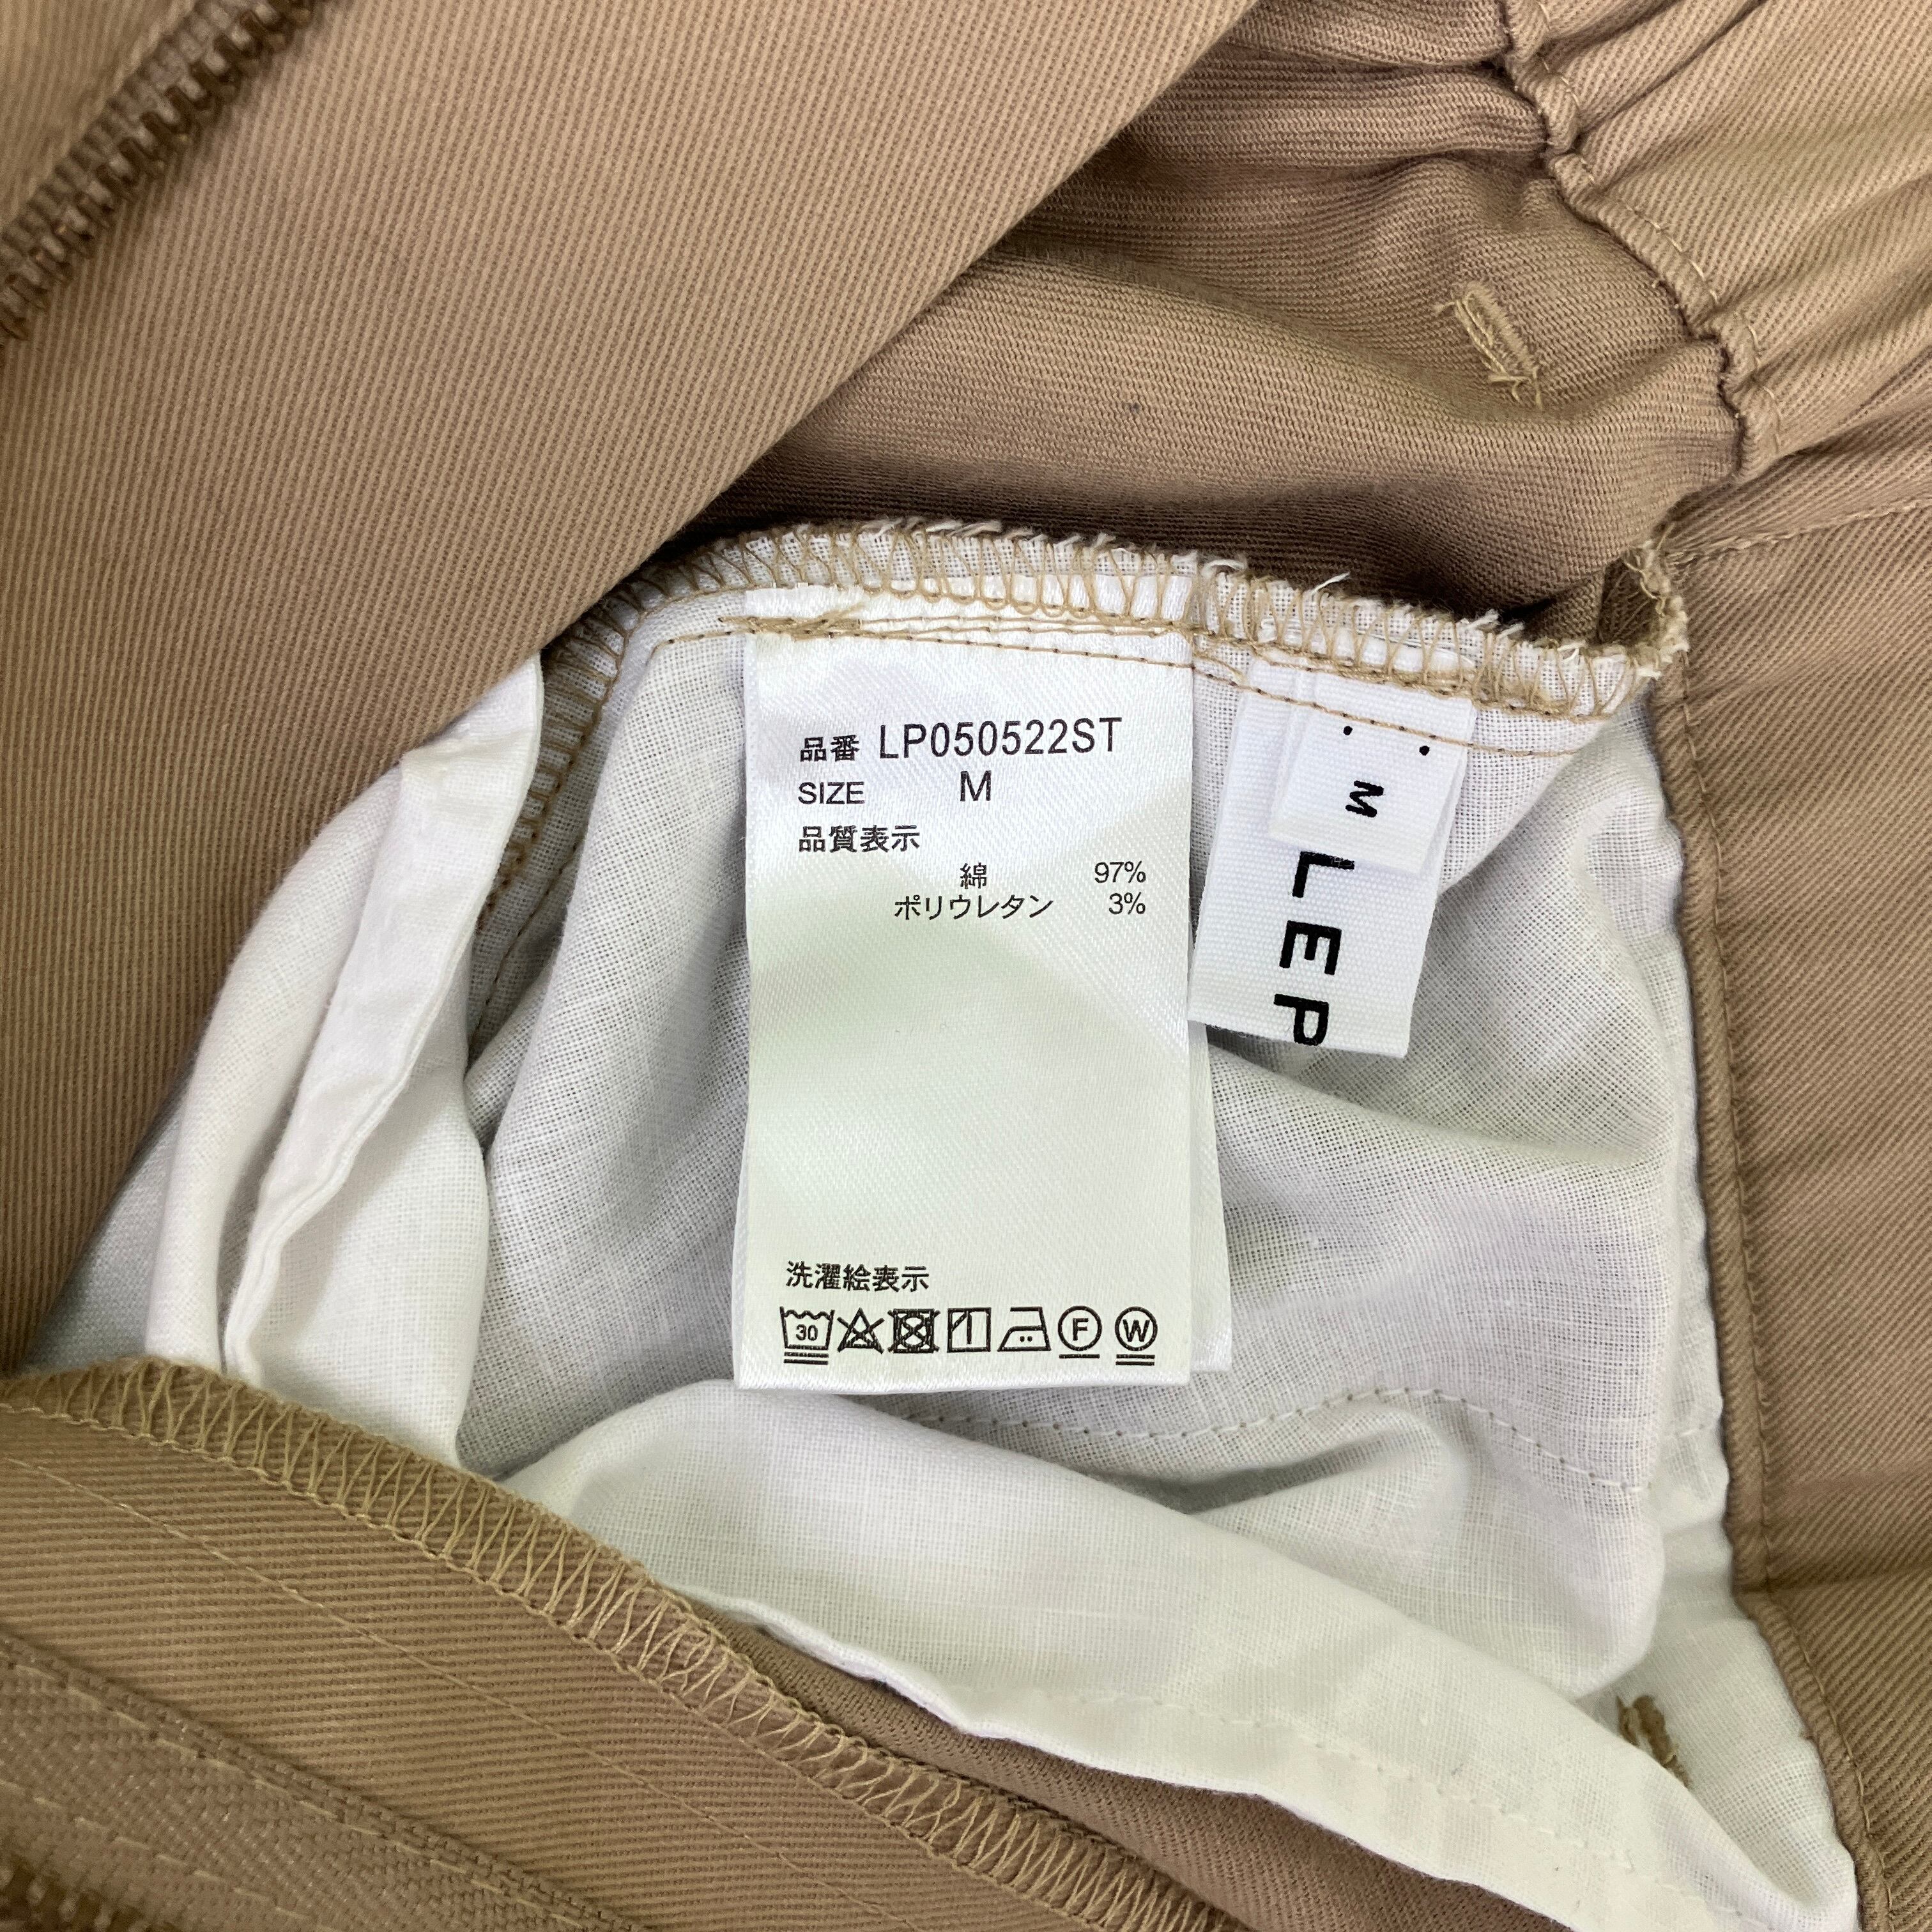 品番 LP050522ST
SIZE M
品質表示
綿 97%
ポリウレタン 3%
洗濯絵表示
30 F W
M
LEP